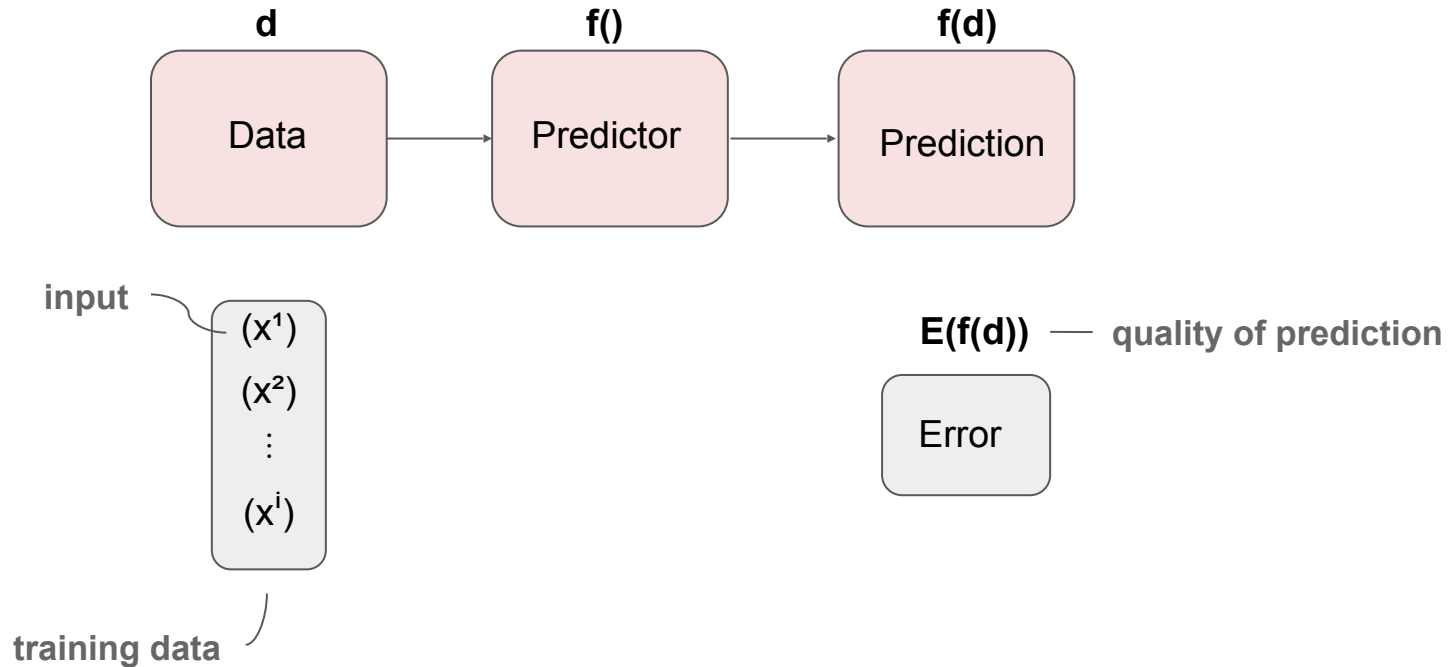 d
f()
f(d)
Data
Predictor
Prediction
input
(x¹)
(x²)
⋮
(xⁱ)
training data
E(f(d))
quality of prediction
Error